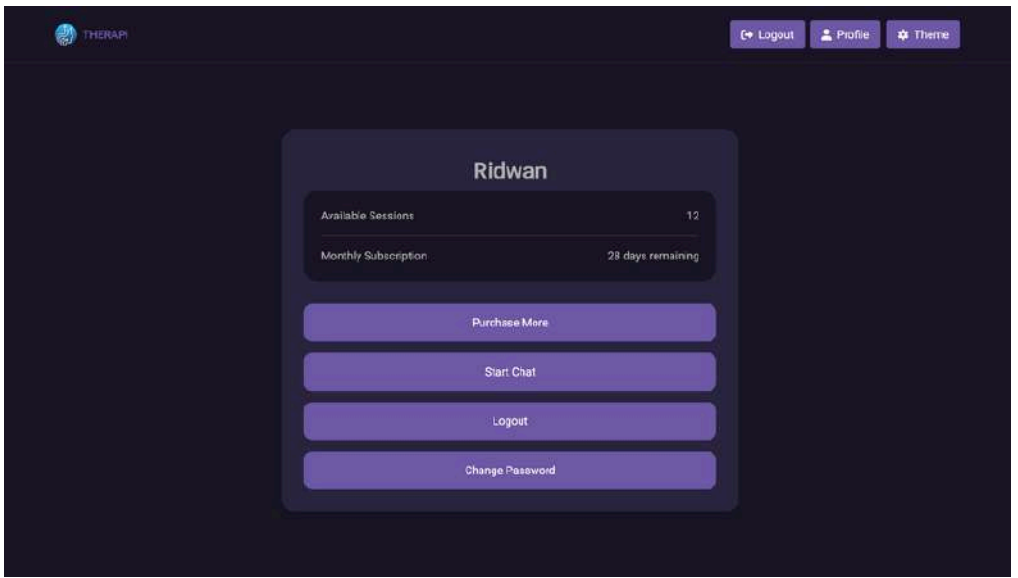 THERAPI
Logout
Profile
Theme
Ridwan
Available Sessions 12
Monthly Subscription 28 days remaining
Purchase More
Start Chat
Logout
Change Password